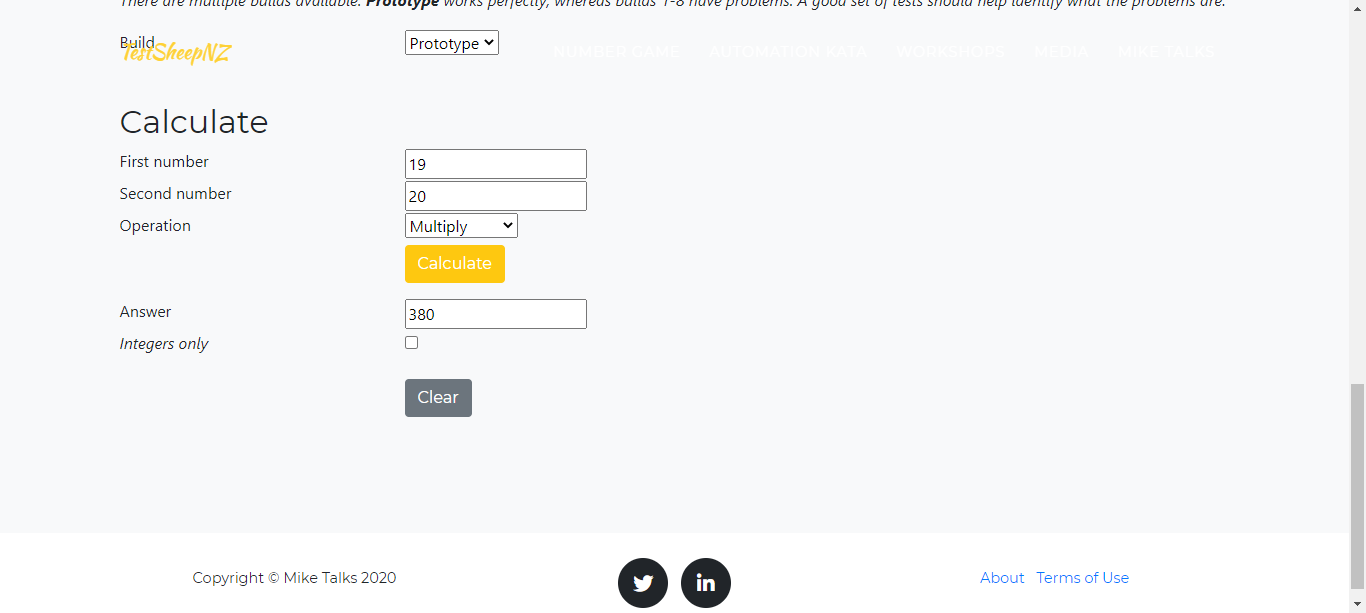 There are multiple builds available. Prototype works perfectly, whereas builds 1-8 have problems. A good set of tests should help identify what the problems are.
Build Prototype
TestSheepNZ NUMBER GAME AUTOMATION KATA WORKSHOPS MEDIA MIKE TALKS
Calculate
First number 19
Second number 20
Operation Multiply
Calculate
Answer 380
Integers only
Clear
Copyright © Mike Talks 2020 About Terms of Use